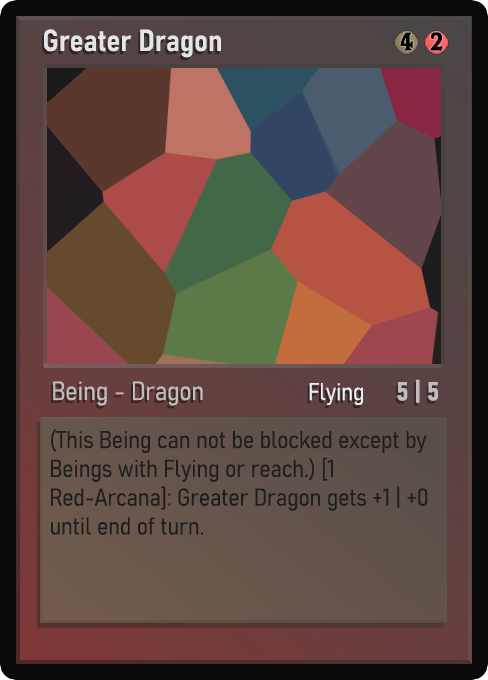 Greater Dragon 4 2
Being - Dragon Flying 5 | 5
(This Being can not be blocked except by
Beings with Flying or reach.) [1
Red-Arcana]: Greater Dragon gets +1 | +0
until end of turn.